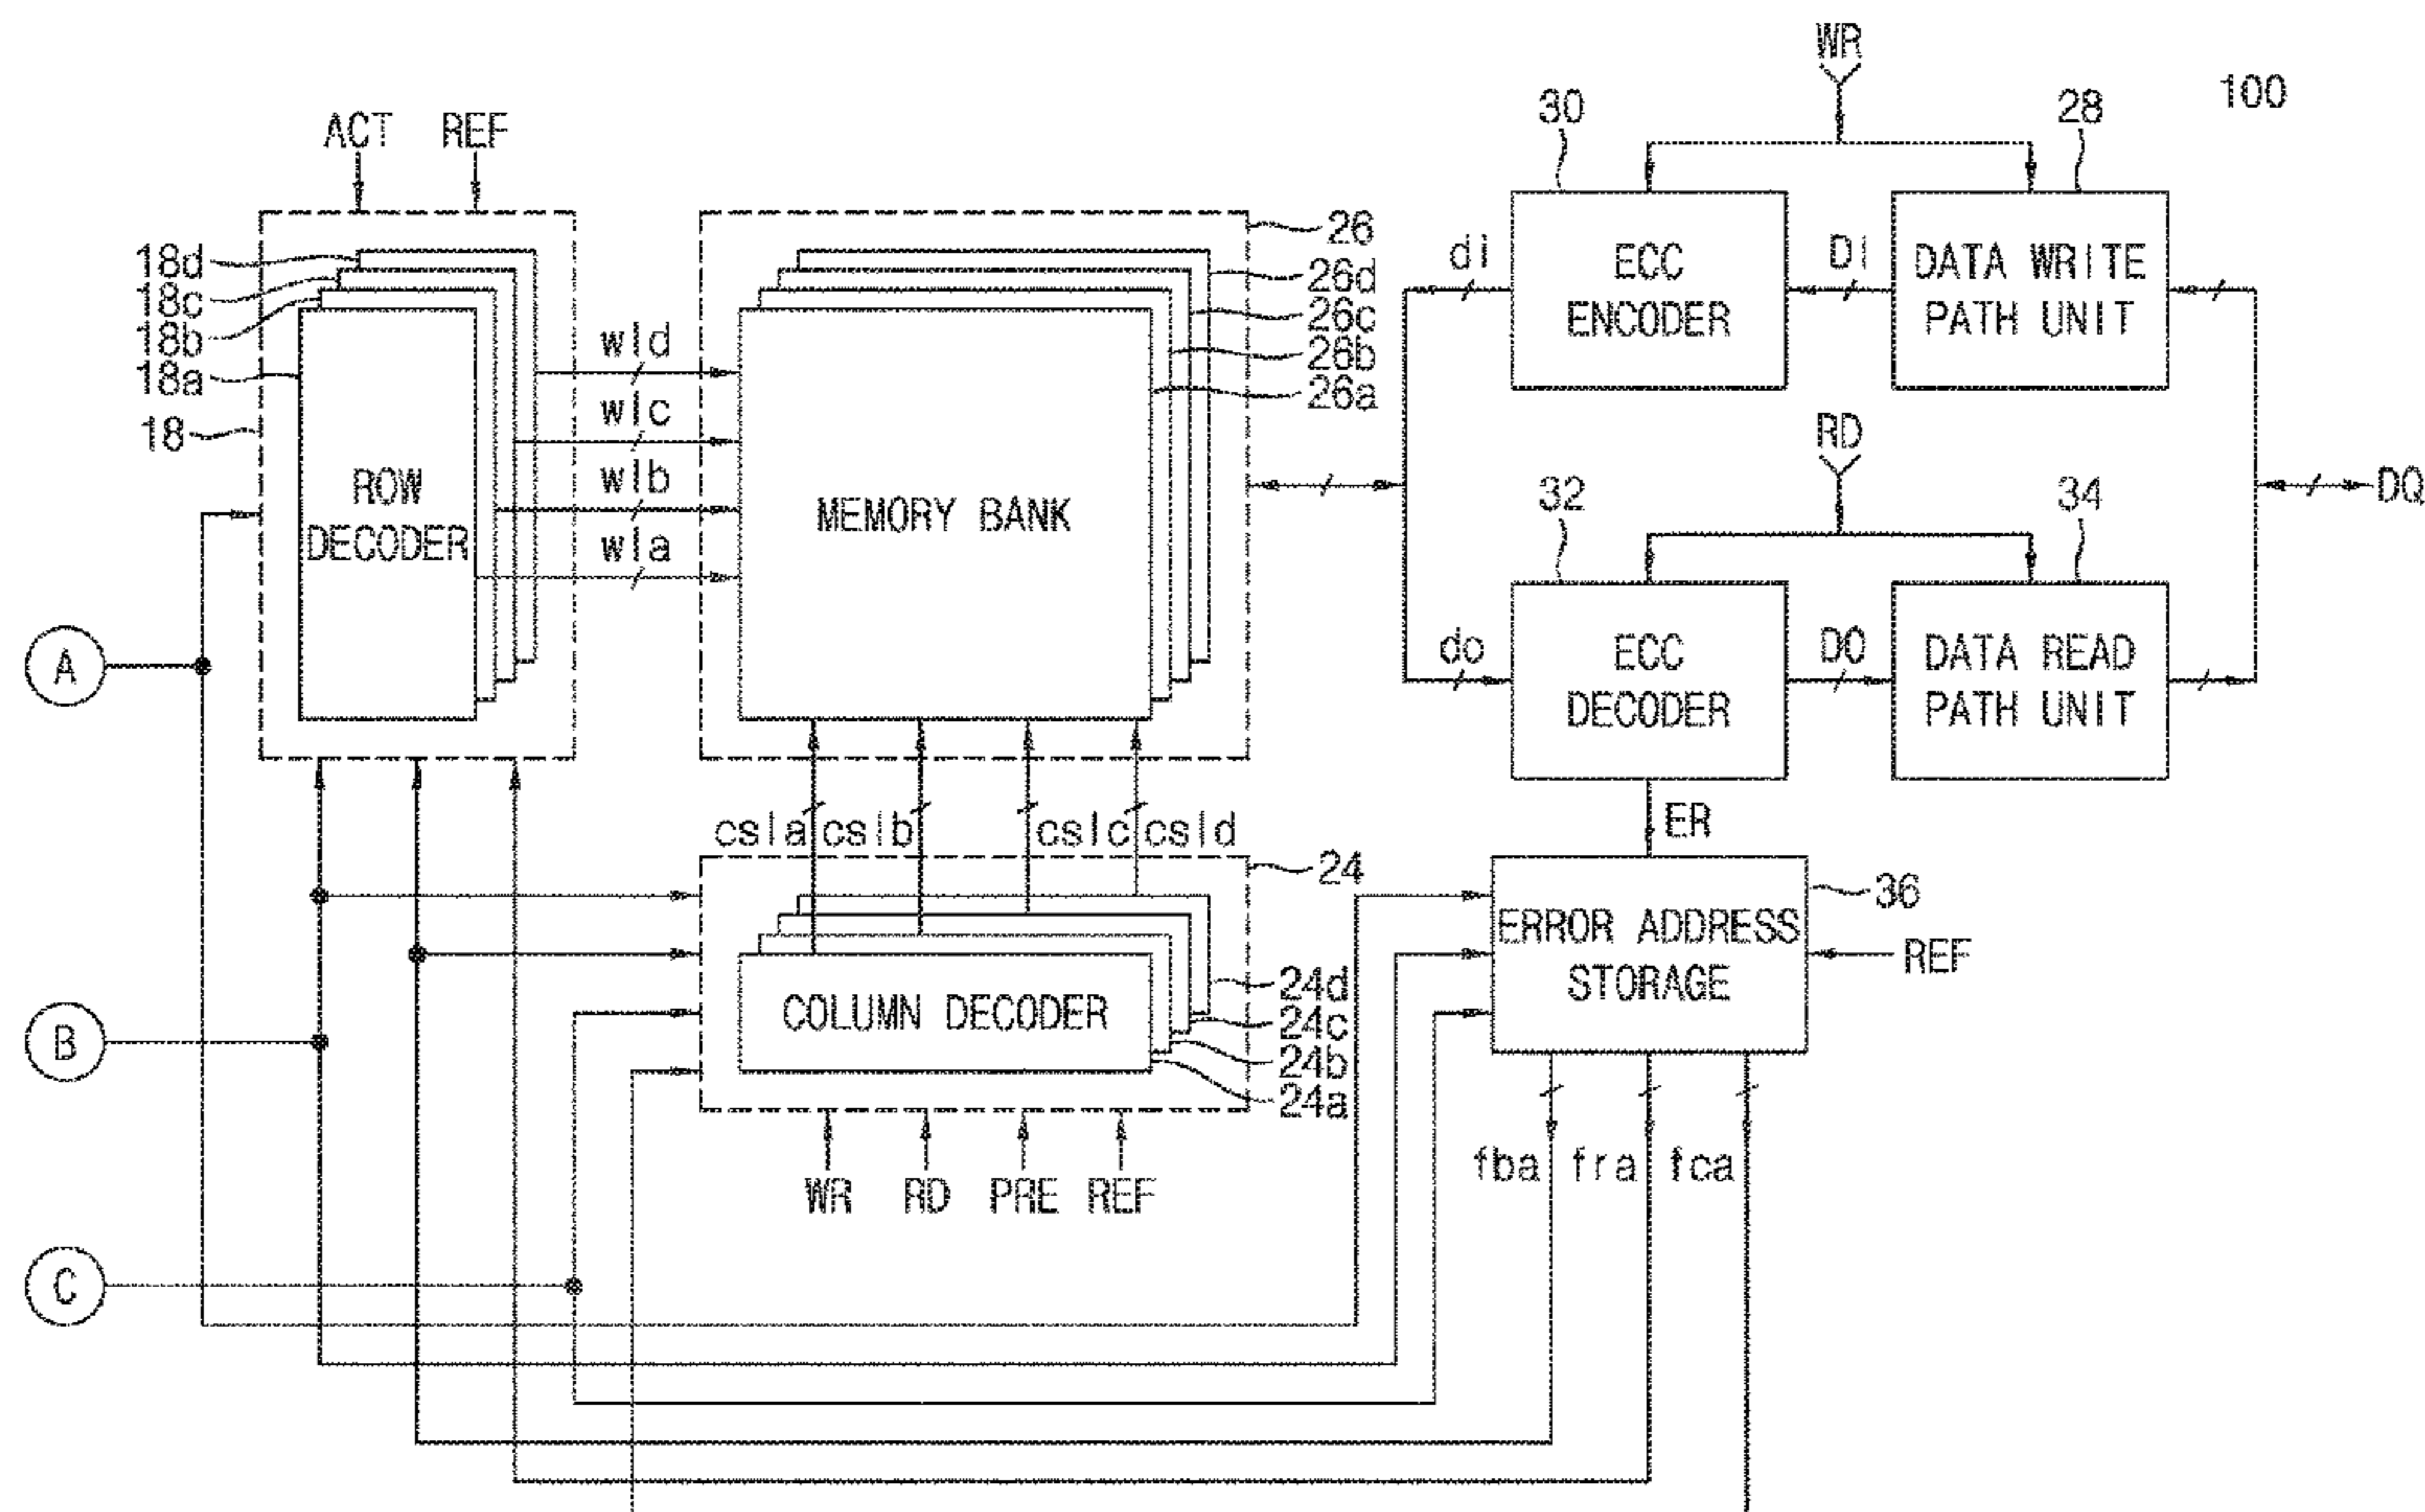 WR
100
30
28
ACT REF
26
18d
18c
18b
18a
18
26d
26c
26b
26a
di
ECC
ENCODER
Di
DATA WRITE
PATH UNIT
wld
wlc
wlb
wla
ROW
DECODER
MEMORY BANK
RD
32
34
DQ
A
do
ECC
DECODER
DO
DATA READ
PATH UNIT
csla cslb cslc csld
ER
24
36
ERROR ADDRESS
STORAGE
REF
COLUMN DECODER
24d
24c
24b
24a
B
WR RD PRE REF
fba fra fca
C